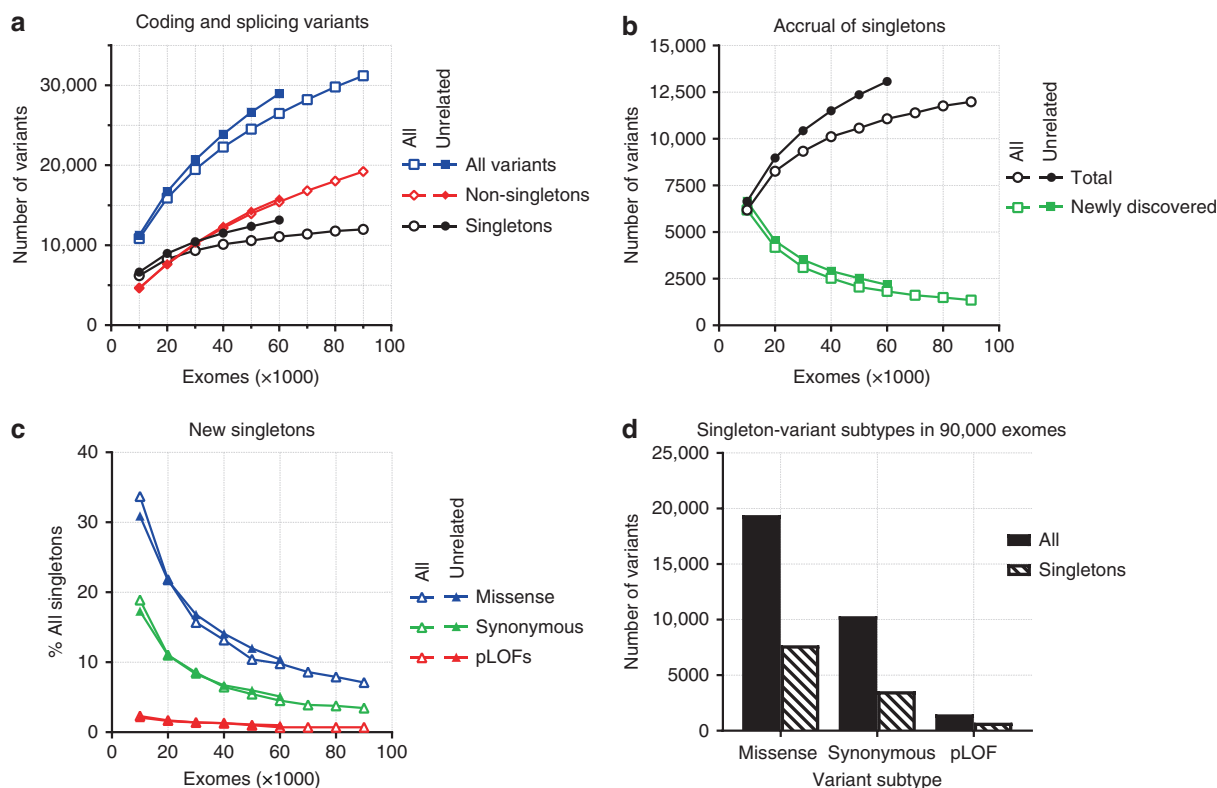 a
Coding and splicing variants
Number of variants
30,000
20,000
10,000
0
0 20 40 60 80 100
Exomes (×1000)
All
Unrelated
All variants
Non-singletons
Singletons
b
Accrual of singletons
Number of variants
15,000
12,500
10,000
7500
5000
2500
0
0 20 40 60 80 100
Exomes (×1000)
All
Unrelated
Total
Newly discovered
c
New singletons
% All singletons
40
30
20
10
0
0 20 40 60 80 100
Exomes (×1000)
All
Unrelated
Missense
Synonymous
pLOFs
d
Singleton-variant subtypes in 90,000 exomes
Number of variants
25,000
20,000
15,000
10,000
5000
0
Missense Synonymous pLOF
Variant subtype
All
Singletons